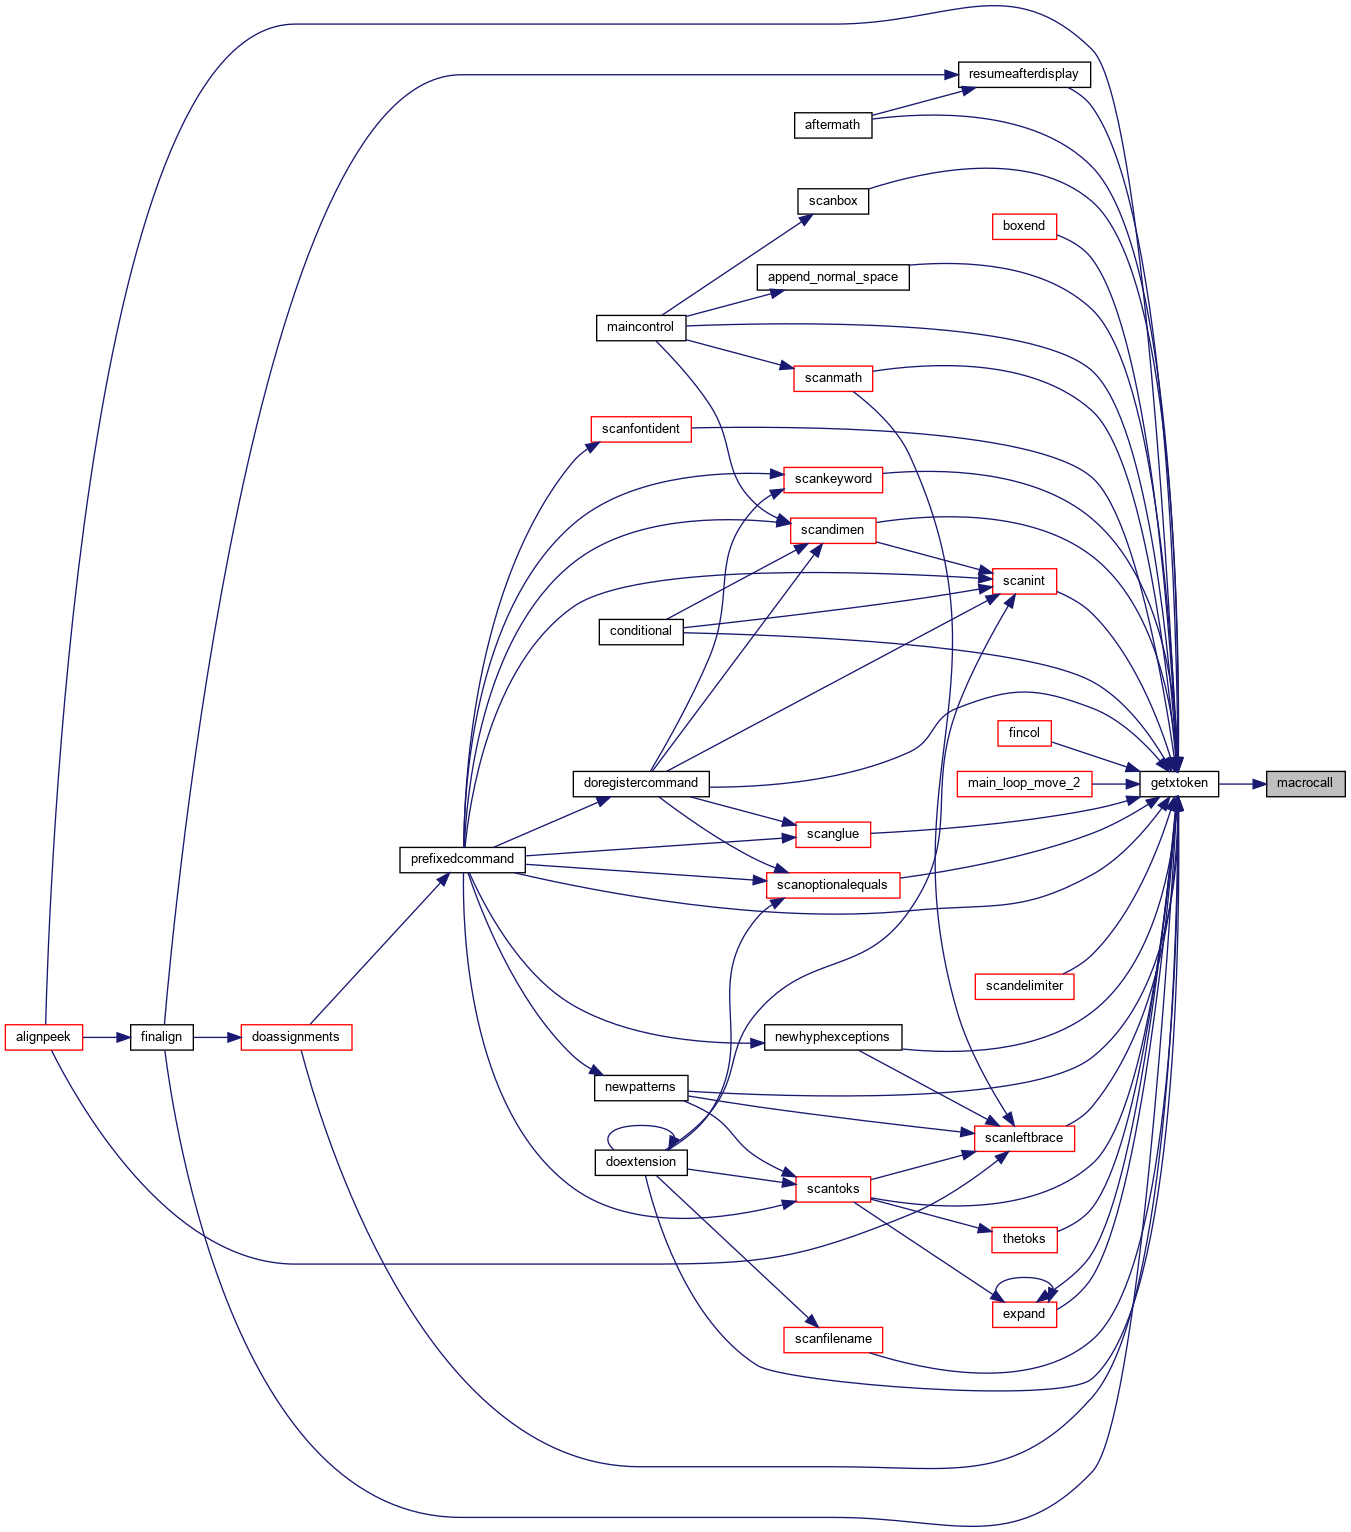 resumeafterdisplay
aftermath
scanbox
boxend
append_normal_space
maincontrol
scanmath
scanfontident
scankeyword
scandimen
scanint
conditional
fincol
doregistercommand
main_loop_move_2
getxtoken
macrocall
scanglue
prefixedcommand
scanoptionalequals
scandelimiter
alignpeek
finalign
doassignments
newhyphexceptions
newpatterns
scanleftbrace
doextension
scantoks
thetoks
expand
scanfilename